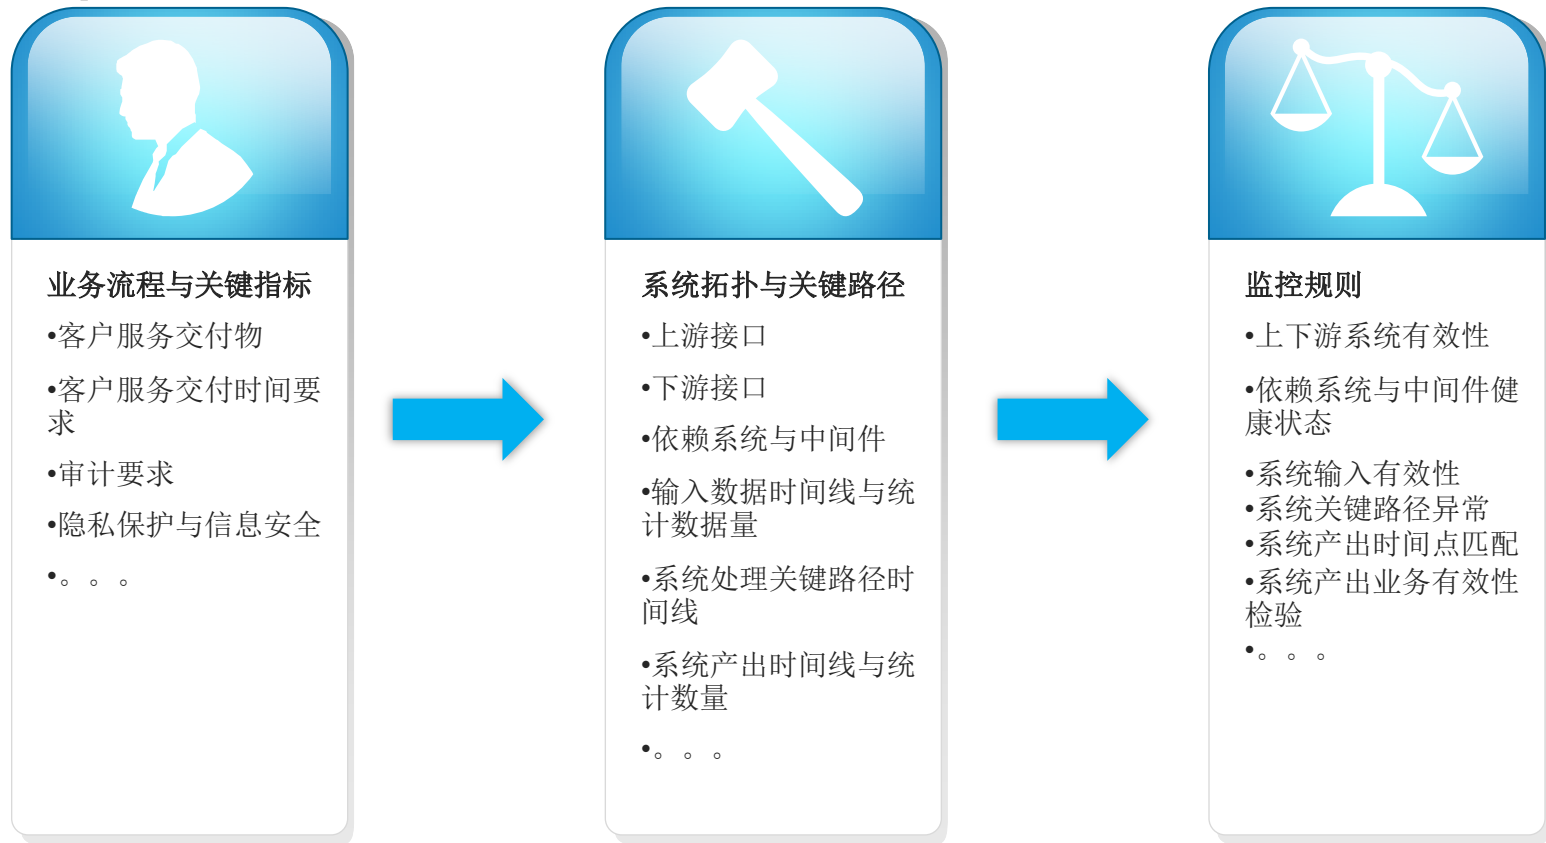 业务流程与关键指标
•客户服务交付物
•客户服务交付时间要
求
•审计要求
•隐私保护与信息安全
•。。。
系统拓扑与关键路径
•上游接口
•下游接口
•依赖系统与中间件
•输入数据时间线与统
计数据量
•系统处理关键路径时
间线
•系统产出时间线与统
计数量
•。。。
监控规则
•上下游系统有效性
•依赖系统与中间件健
康状态
•系统输入有效性
•系统关键路径异常
•系统产出时间点匹配
•系统产出业务有效性
检验
•。。。